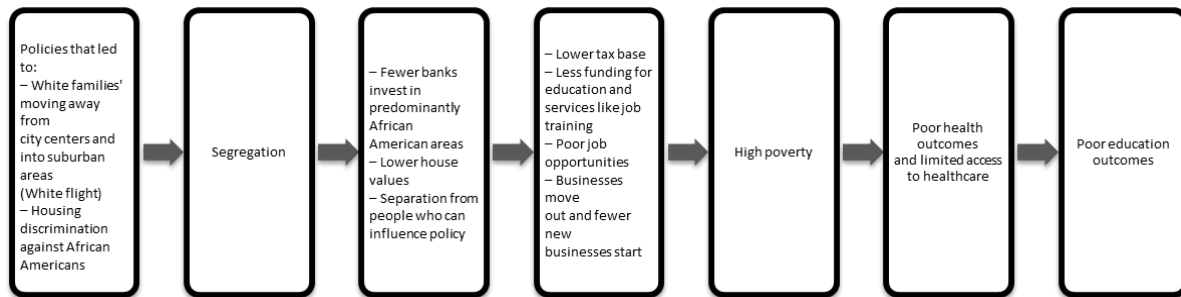 Policies that led
to:
– White families'
moving away
from
city centers and
into suburban
areas
(White flight)
– Housing
discrimination
against African
Americans
Segregation
– Fewer banks
invest in
predominantly
African
American areas
– Lower house
values
– Separation from
people who can
influence policy
– Lower tax base
– Less funding for
education and
services like job
training
– Poor job
opportunities
– Businesses
move
out and fewer
new
businesses start
High poverty
Poor health
outcomes
and limited access
to healthcare
Poor education
outcomes